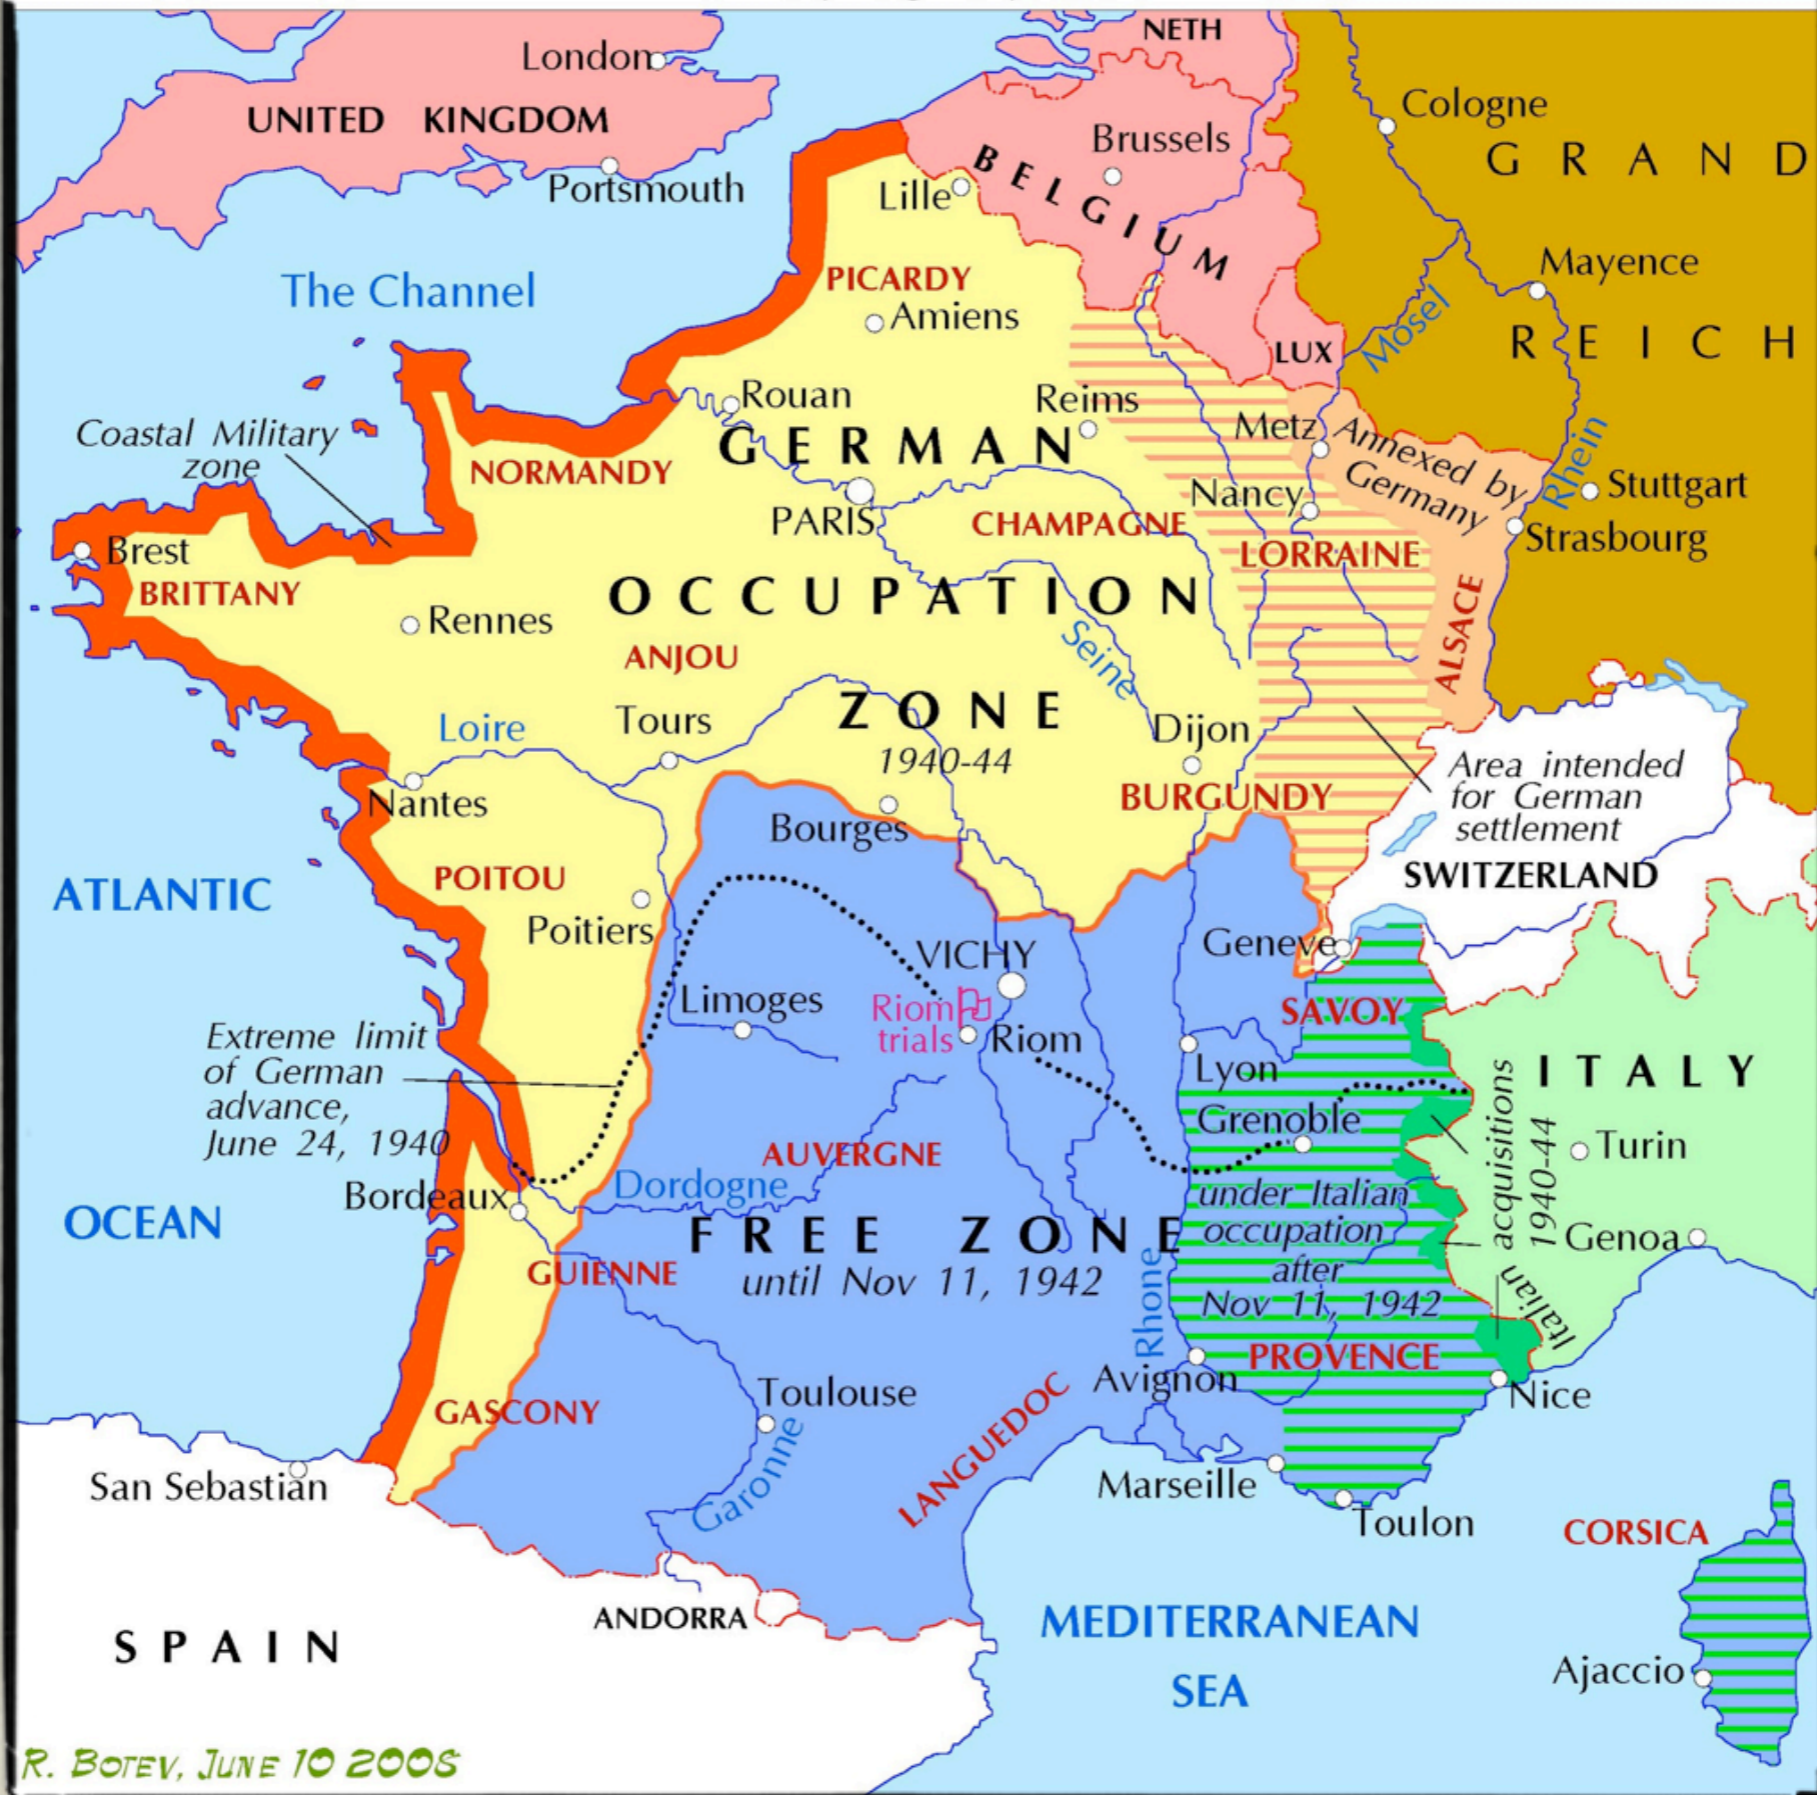 NETH
London
UNITED KINGDOM
Portsmouth
Cologne
GRAND
Brussels
BELGIUM
Lille
The Channel
PICARDY
Amiens
Mayence
REICH
LUX
Mosel
Rouan
Reims
Coastal Military
zone
GERMAN
NORMANDY
Metz
Annexed by
Germany
Rhein
Stuttgart
Nancy
PARIS
CHAMPAGNE
Strasbourg
LORRAINE
Brest
BRITTANY
OCCUPATION
Rennes
ANJOU
Seine
ALSACE
ZONE
1940-44
Loire
Tours
Dijon
Area intended
for German
settlement
BURGUNDY
Nantes
Bourges
SWITZERLAND
POITOU
ATLANTIC
Poitiers
Geneve
VICHY
Limoges
Riom
trials
Riom
SAVOY
Extreme limit
of German
advance,
June 24, 1940
Lyon
ITALY
Grenoble
Italian acquisitions
1940-44
Turin
AUVERGNE
Dordogne
Bordeaux
OCEAN
under Italian
occupation
after
Nov 11, 1942
FREE ZONE
until Nov 11, 1942
Genoa
GUIENNE
Rhone
PROVENCE
Avignon
Nice
Toulouse
GASCONY
LANGUEDOC
Garonne
San Sebastian
Marseille
Toulon
CORSICA
ANDORRA
MEDITERRANEAN
SEA
SPAIN
Ajaccio
R. BOTEV, JUNE 10 2008